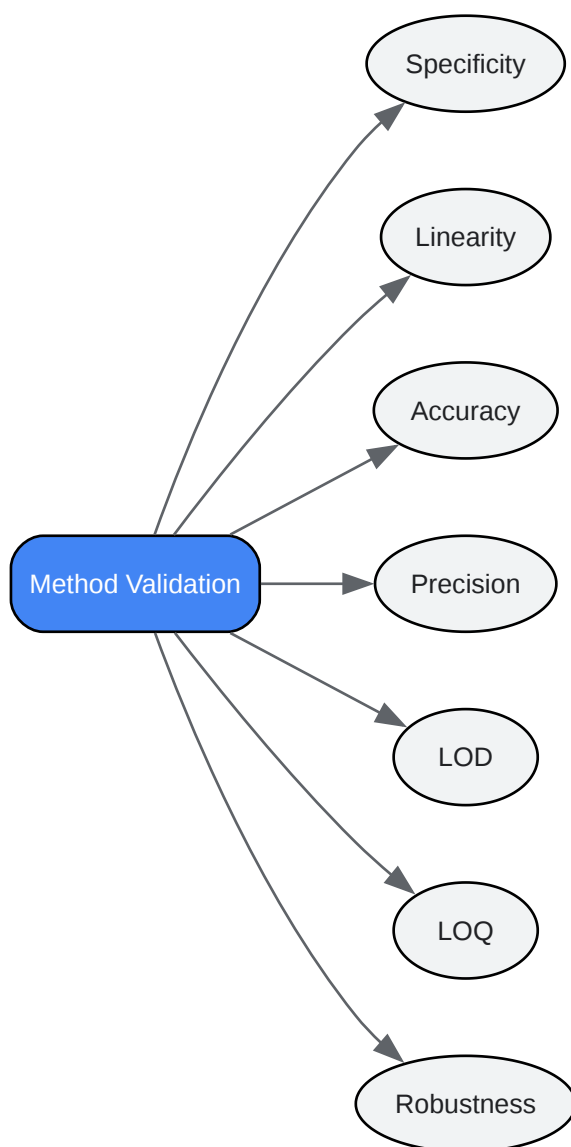 Specificity
Linearity
Accuracy
Method Validation
Precision
LOD
LOQ
Robustness